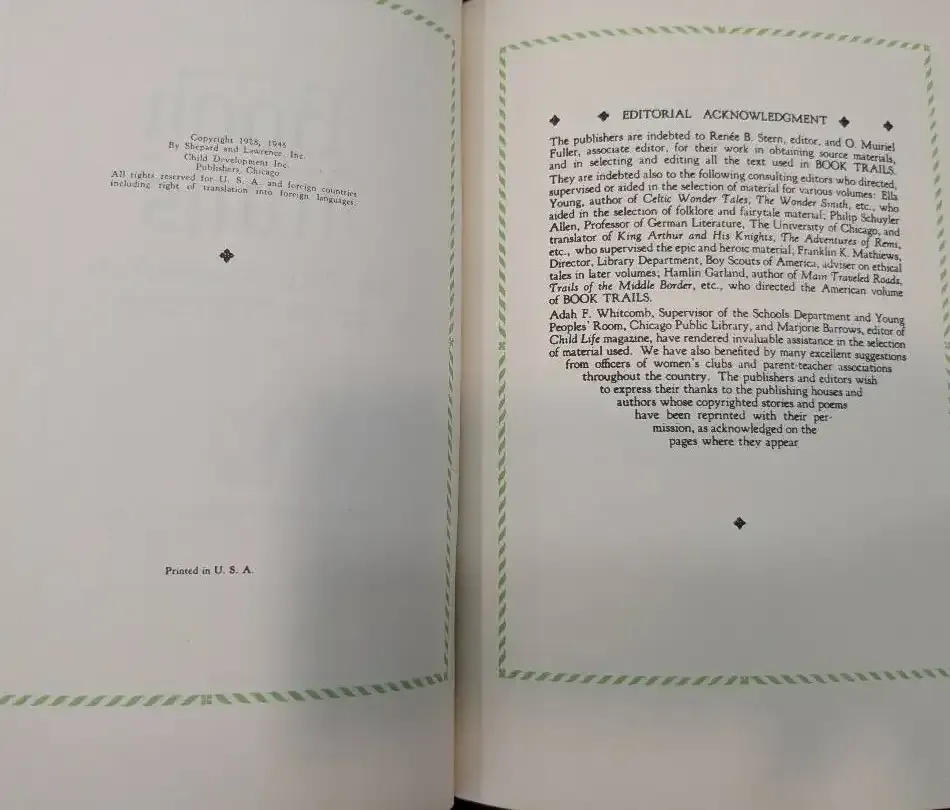 Copyright 1928, 1946
By Shepard and Lawrence, Inc.
Child Development Inc.
Publishers, Chicago
All rights reserved for U. S. A. and foreign countries
including right of translation into foreign languages.
Printed in U. S. A.
EDITORIAL ACKNOWLEDGMENT
The publishers are indebted to Renée B. Stern, editor, and O. Muiriel
Fuller, associate editor, for their work in obtaining source materials,
and in selecting and editing all the text used in BOOK TRAILS.
They are indebted also to the following consulting editors who directed,
supervised or aided in the selection of material for various volumes: Ella
Young, author of Celtic Wonder Tales, The Wonder Smith, etc., who
aided in the selection of folklore and fairytale material; Philip Schuyler
Allen, Professor of German Literature, The University of Chicago, and
translator of King Arthur and His Knights, The Adventures of Remi,
etc., who supervised the epic and heroic material; Franklin K. Mathiews,
Director, Library Department, Boy Scouts of America, adviser on ethical
tales in later volumes; Hamlin Garland, author of Main Traveled Roads,
Trails of the Middle Border, etc., who directed the American volume
of BOOK TRAILS.
Adah F. Whitcomb, Supervisor of the Schools Department and Young
Peoples' Room, Chicago Public Library, and Marjorie Barrows, editor of
Child Life magazine, have rendered invaluable assistance in the selection
of material used. We have also benefited by many excellent suggestions
from officers of women's clubs and parent-teacher associations
throughout the country. The publishers and editors wish
to express their thanks to the publishing houses and
authors whose copyrighted stories and poems
have been reprinted with their per-
mission, as acknowledged on the
pages where they appear